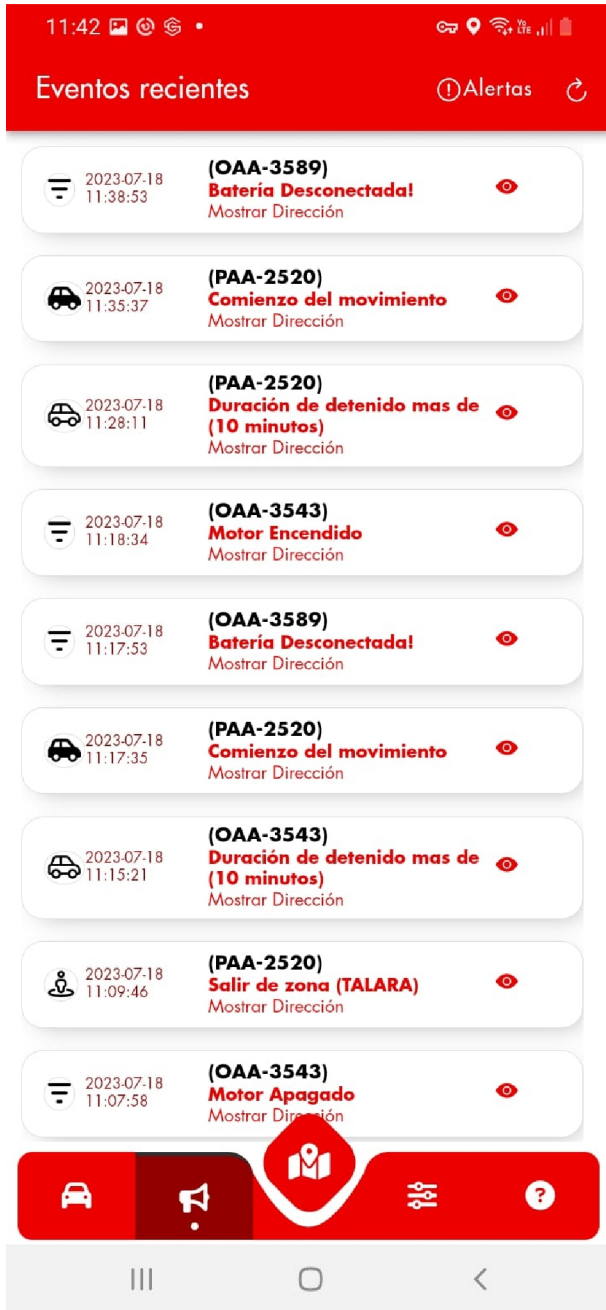 11:42
Vo)
LTE
Eventos recientes
Alertas
2023-07-18
11:38:53
(OAA-3589)
Batería Desconectada!
Mostrar Dirección
2023-07-18
11:35:37
(PAA-2520)
Comienzo del movimiento
Mostrar Dirección
2023-07-18
11:28:11
(PAA-2520)
Duración de detenido mas de
(10 minutos)
Mostrar Dirección
2023-07-18
11:18:34
(OAA-3543)
Motor Encendido
Mostrar Dirección
2023-07-18
11:17:53
(OAA-3589)
Batería Desconectada!
Mostrar Dirección
2023-07-18
11:17:35
(PAA-2520)
Comienzo del movimiento
Mostrar Dirección
2023-07-18
11:15:21
(OAA-3543)
Duración de detenido mas de
(10 minutos)
Mostrar Dirección
2023-07-18
11:09:46
(PAA-2520)
Salir de zona (TALARA)
Mostrar Dirección
2023-07-18
11:07:58
(OAA-3543)
Motor Apagado
Mostrar Dirección